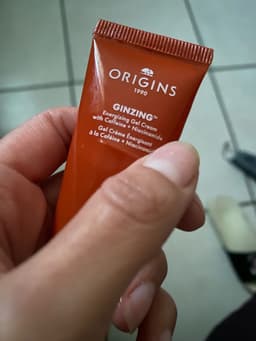 ORIGINS
1990
GINZING™
Energizing Gel Cream
with Caffeine + Niacinamide
Gel Crème Énergisant
à la Caféine + Niacinamide